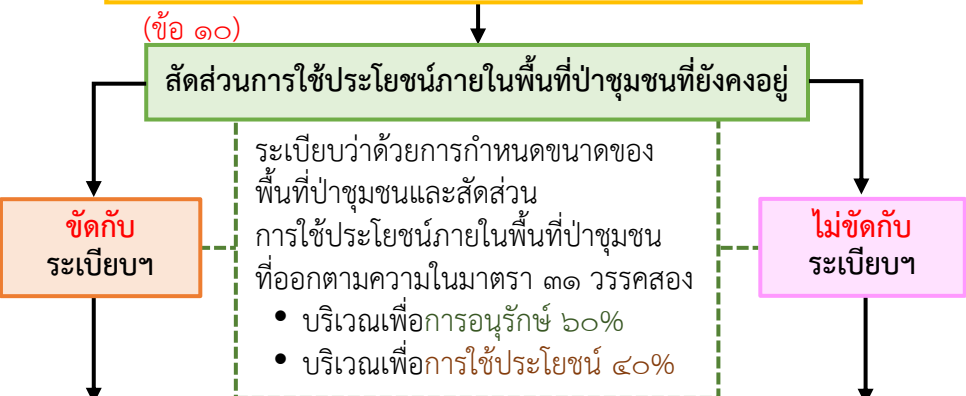 (ข้อ ๑๐)
สัดส่วนการใช้ประโยชน์ภายในพื้นที่ป่าชุมชนที่ยังคงอยู่
ระเบียบว่าด้วยการกำหนดขนาดของ
พื้นที่ป่าชุมชนและสัดส่วน
การใช้ประโยชน์ภายในพื้นที่ป่าชุมชน
ที่ออกตามความในมาตรา ๓๑ วรรคสอง
• บริเวณเพื่อการอนุรักษ์ ๖๐%
• บริเวณเพื่อการใช้ประโยชน์ ๔๐%
ขัดกับ
ระเบียบฯ
ไม่ขัดกับ
ระเบียบฯ